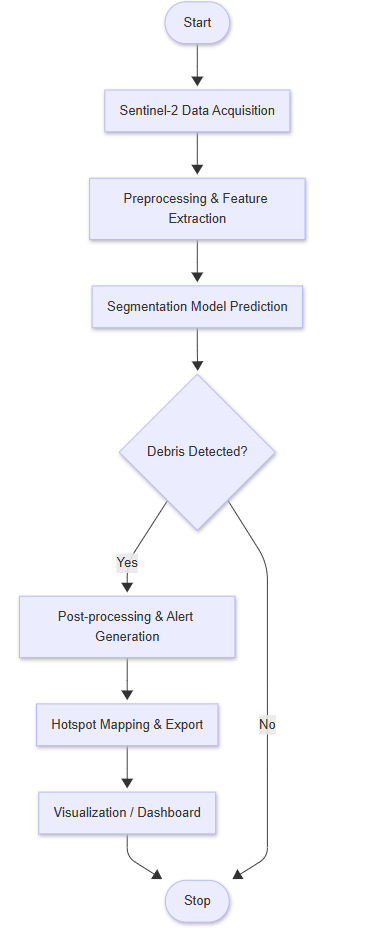 Start
Sentinel-2 Data Acquisition
Preprocessing & Feature
Extraction
Segmentation Model Prediction
Debris Detected?
Yes
Post-processing & Alert
Generation
Hotspot Mapping & Export
No
Visualization / Dashboard
Stop